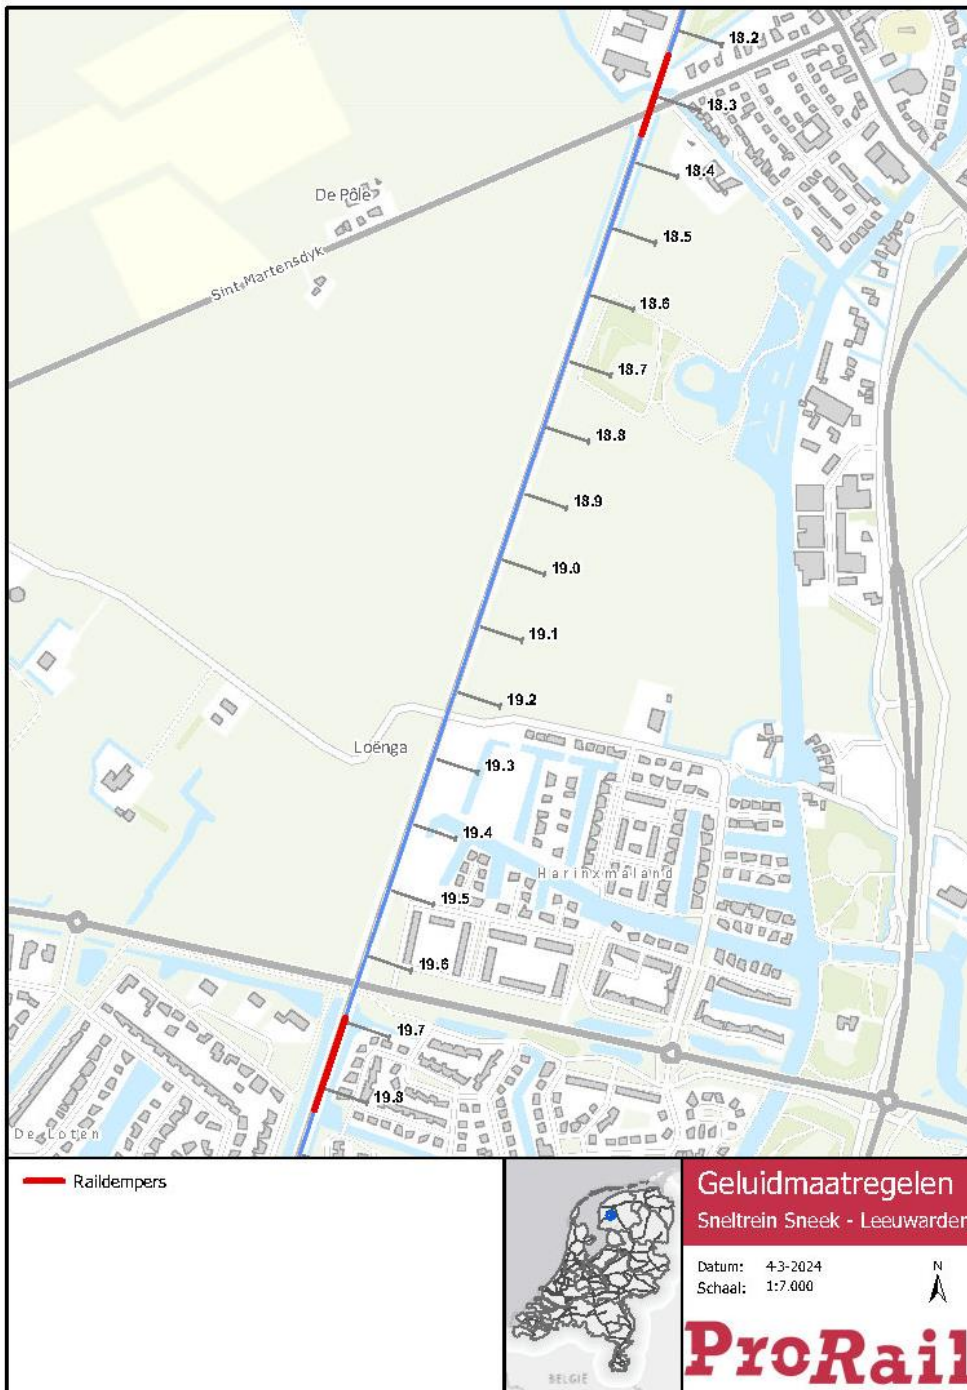 18.2
18.3
18.4
De Pôlle
18.5
Sint Martensdyk
18.6
18.7
18.8
18.9
19.0
19.1
19.2
Loënga
19.3
19.4
Harinxmaland
19.5
19.6
19.7
19.8
De Loten
Raildempers
BELGIË
Geluidmaatregelen
Sneltrein Sneek - Leeuwarden
Datum: 4-3-2024
Schaal: 1:7.000
N
ProRail